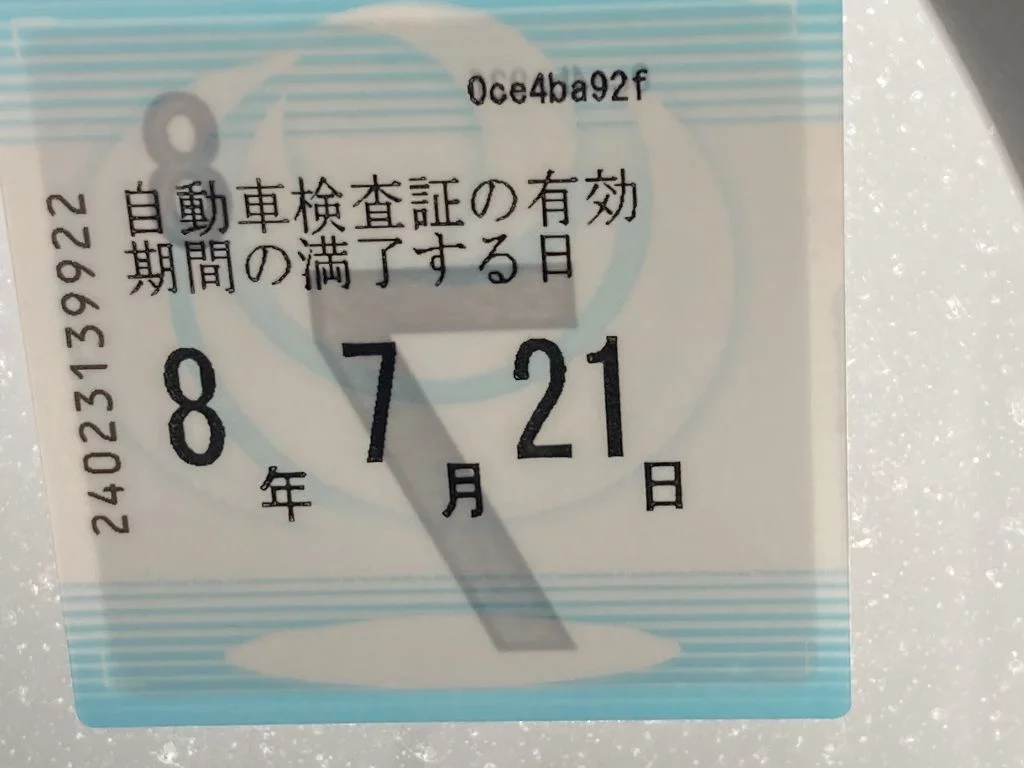 0ce4ba92f
8
自動車検査証の有効
期間の満了する日
7
8年 7月 21日
24023139922